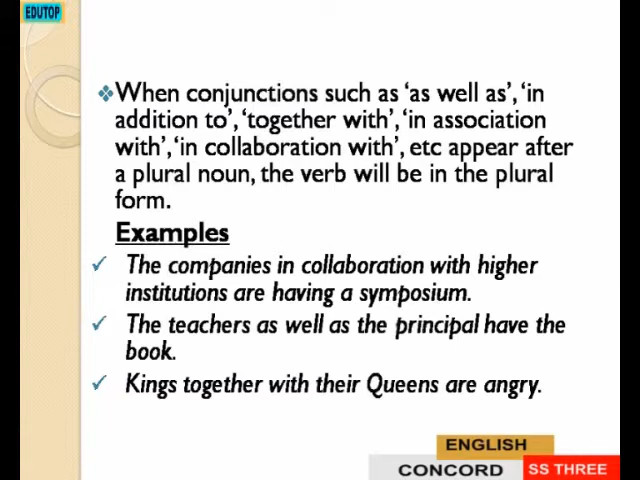 EDUTOP
❖When conjunctions such as ‘as well as’, ‘in
addition to’, ‘together with’, ‘in association
with’, ‘in collaboration with’, etc appear after
a plural noun, the verb will be in the plural
form.
Examples
✓ The companies in collaboration with higher
institutions are having a symposium.
✓ The teachers as well as the principal have the
book.
✓ Kings together with their Queens are angry.
ENGLISH
CONCORD SS THREE